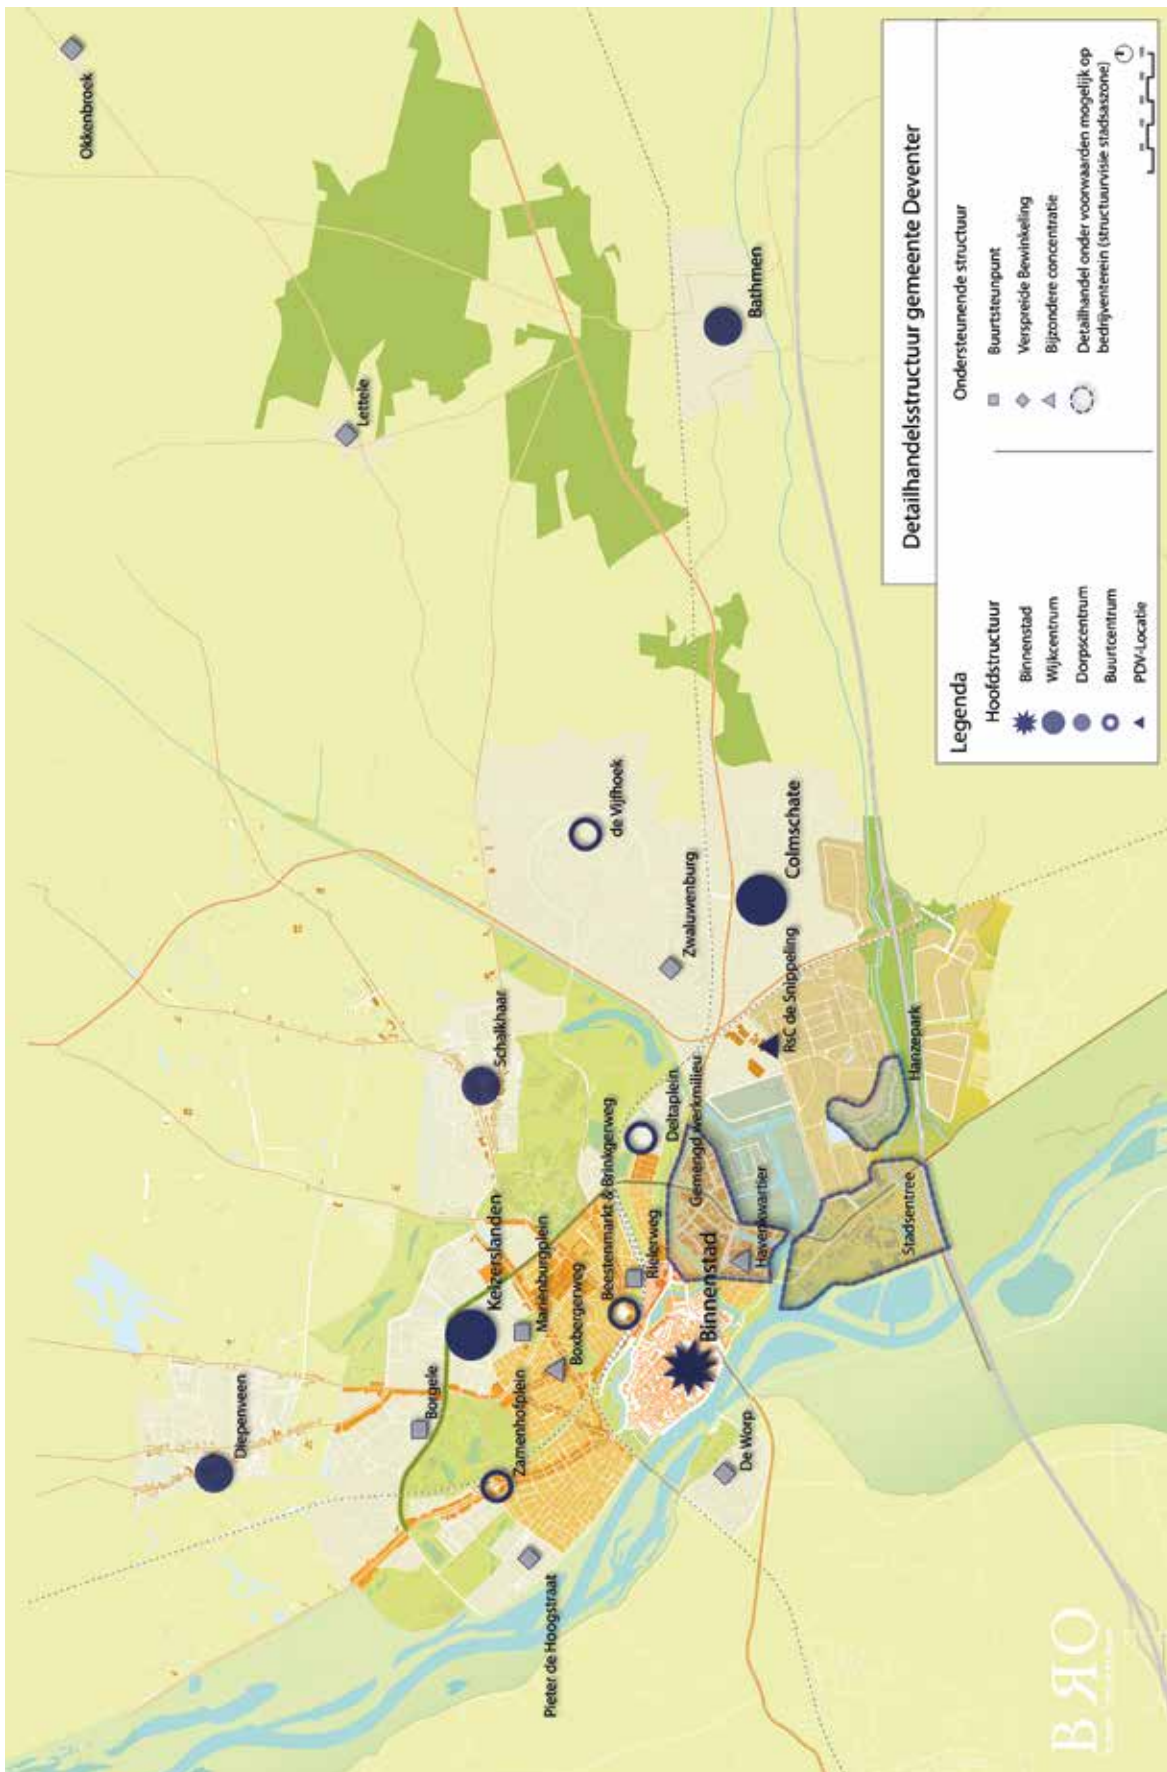 Okkenbroek
Lettele
Bathmen
de Vijfhoek
Zwaluwenburg
Colmschate
Schalkhaar
RsC de Snippeling
Deltaplein
Gemengd werkmilieu
Hanzepark
Beestenmarkt & Brinkgerweg
Keizerslanden
Marienburgplein
Rielerweg
Havenkwartier
Stadsentree
Boxbergerweg
Binnenstad
Diepenveen
Borgele
Zamenhofplein
De Worp
Pieter de Hoogstraat
Detailhandelsstructuur gemeente Deventer
Legenda
Hoofdstructuur
Binnenstad
Wijkcentrum
Dorpscentrum
Buurtcentrum
PDV-Locatie
Ondersteunende structuur
Buurtsteunpunt
Verspreide Bewinkeling
Bijzondere concentratie
Detailhandel onder voorwaarden mogelijk op
bedrijventerein (structuurvisie stadsaszone)
BRO